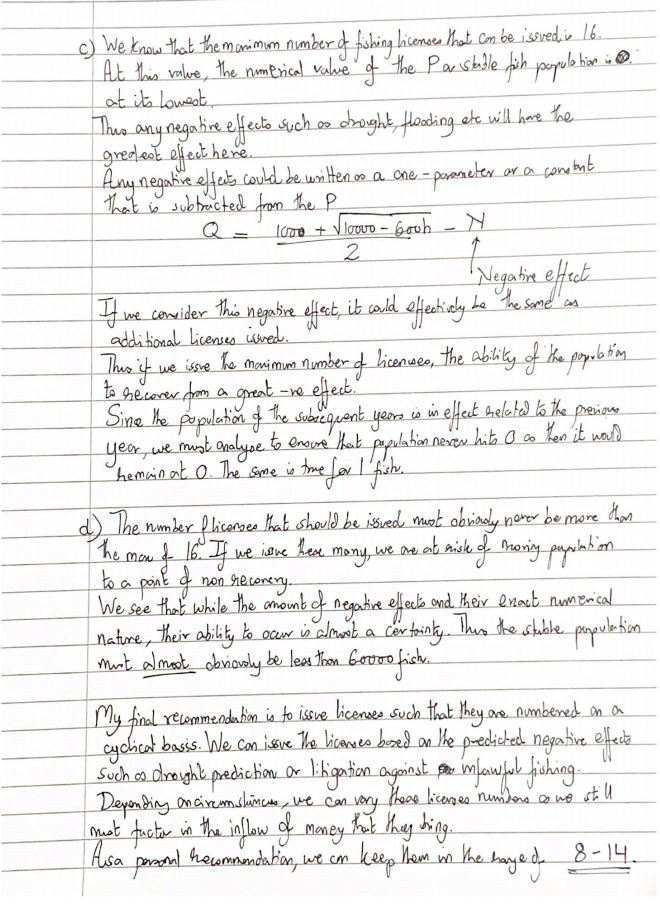 c) We know that the maximum number of fishing licenses that can be issued is 16.
At this value, the numerical value of the P or stable fish population is
at its lowest.
Thus any negative effects such as drought, flooding etc will have the
greatest effect here.
Any negative effects could be written as a one-parameter or a constant
that is subtracted from the P
Q = 1000 + √10000 - 600h / 2 - N
Negative effect
If we consider this negative effect, it could effectively be the same as
additional licenses issued.
Thus if we issue the maximum number of licenses, the ability of the population
to recover from a great -ve effect.
Since the population of the subsequent years is in effect related to the previous
year, we must analyse to ensure that population never hits 0 as then it would
remain at 0. The same is true for 1 fish.
d) The number of licenses that should be issued must obviously never be more than
the max of 16. If we issue these many, we are at risk of moving population
to a point of non recovery.
We see that while the amount of negative effects and their exact numerical
nature, their ability to occur is almost a certainty. Thus the stable population
must almost obviously be less than 60000 fish.
My final recommendation is to issue licenses such that they are numbered on a
cyclical basis. We can issue the licenses based on the predicted negative effects
such as drought prediction or litigation against unlawful fishing.
Depending on circumstances, we can vary these licenses numbers as we still
must factor in the inflow of money that they bring.
As a personal recommendation, we can keep them in the range of 8-14.